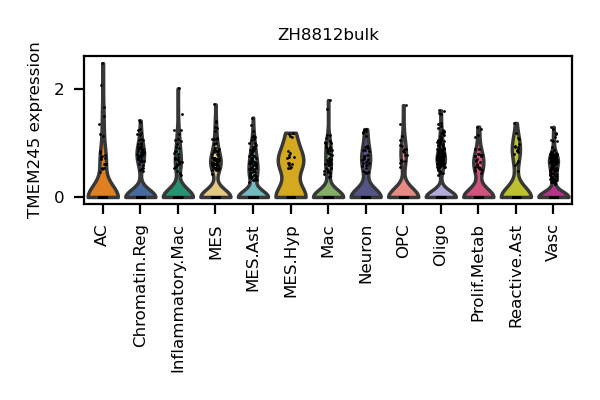 ZH8812bulk
TMEM245 expression
2
0
AC
Chromatin.Reg
Inflammatory.Mac
MES
MES.Ast
MES.Hyp
Mac
Neuron
OPC
Oligo
Prolif.Metab
Reactive.Ast
Vasc